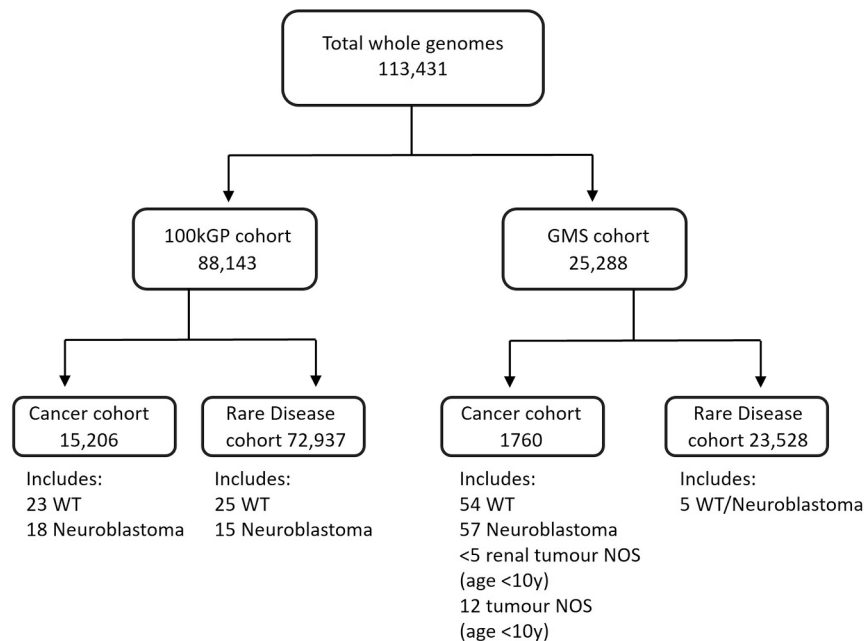 Total whole genomes
113,431
100kGP cohort
88,143
GMS cohort
25,288
Cancer cohort
15,206
Rare Disease
cohort 72,937
Cancer cohort
1760
Rare Disease
cohort 23,528
Includes:
23 WT
18 Neuroblastoma
Includes:
25 WT
15 Neuroblastoma
Includes:
54 WT
57 Neuroblastoma
<5 renal tumour NOS
(age <10y)
12 tumour NOS
(age <10y)
Includes:
5 WT/Neuroblastoma